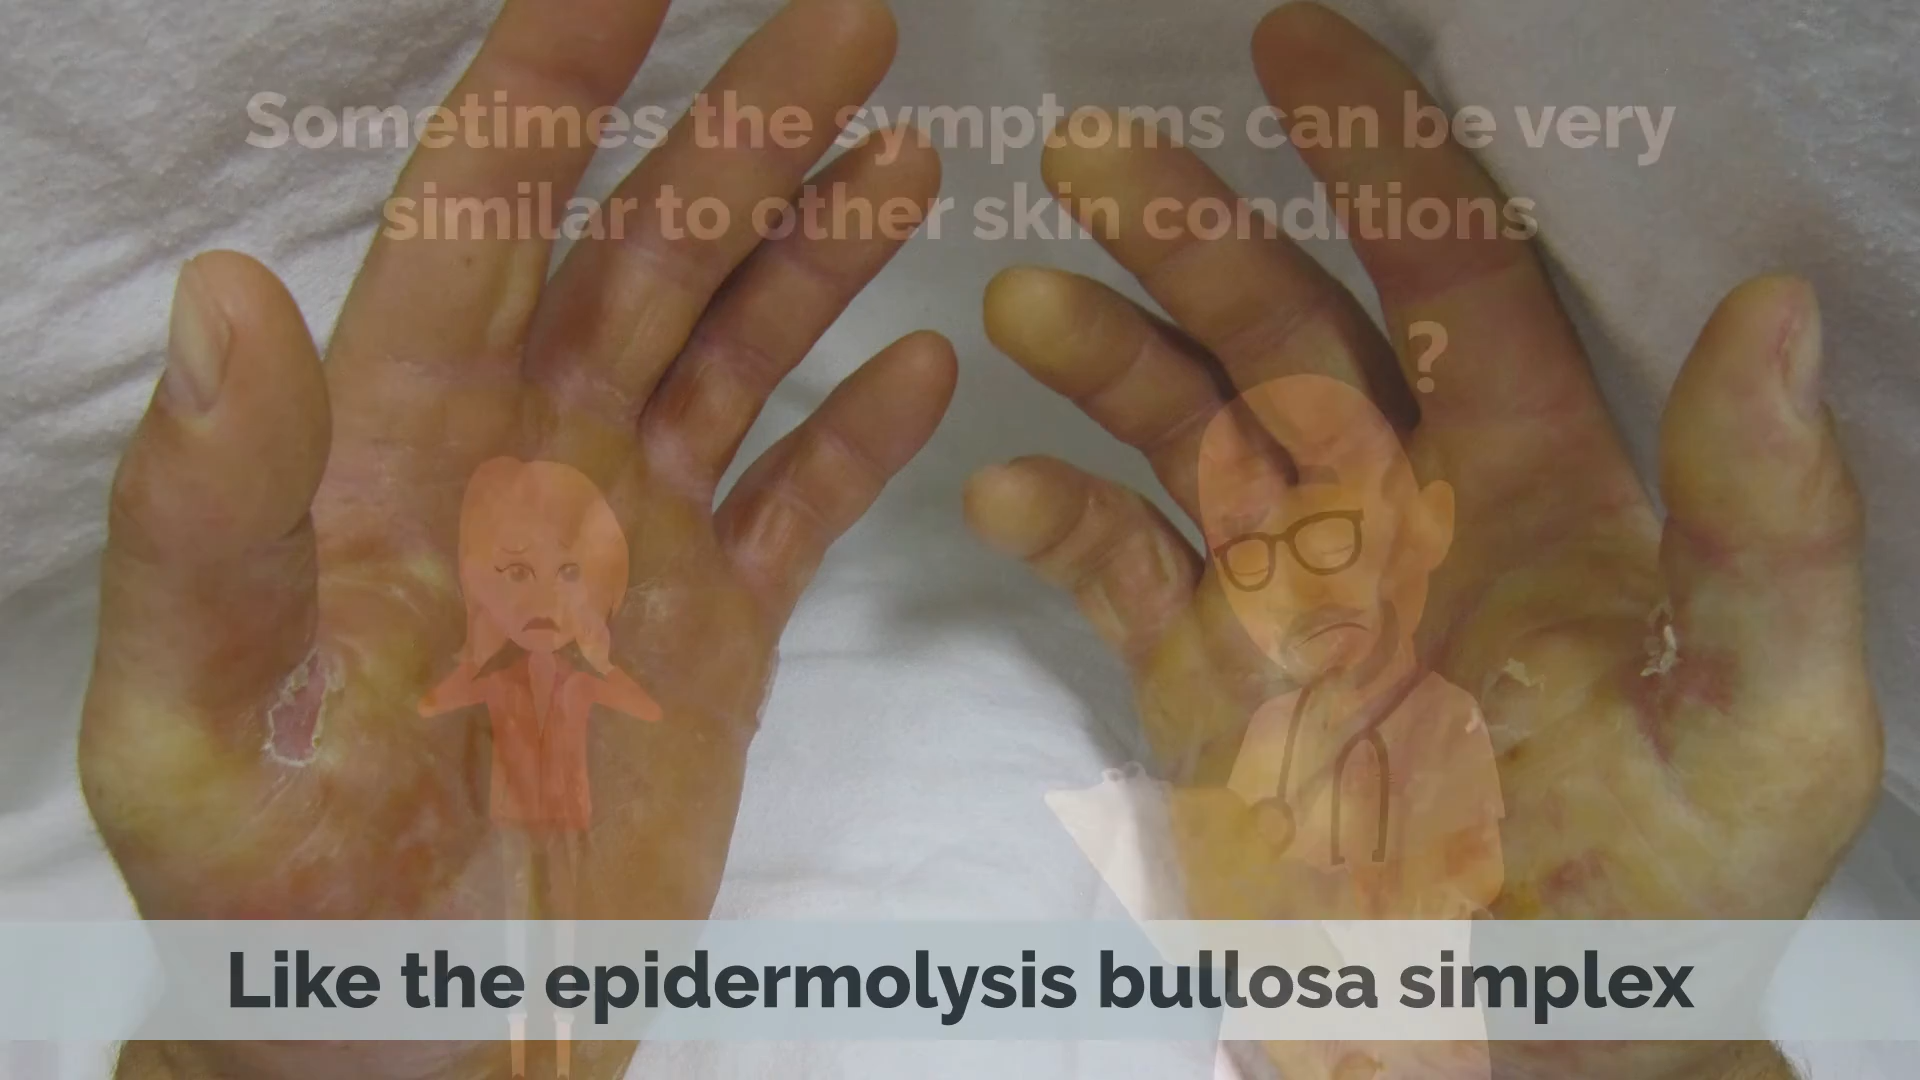 Sometimes the symptoms can be very
similar to other skin conditions
?
Like the epidermolysis bullosa simplex